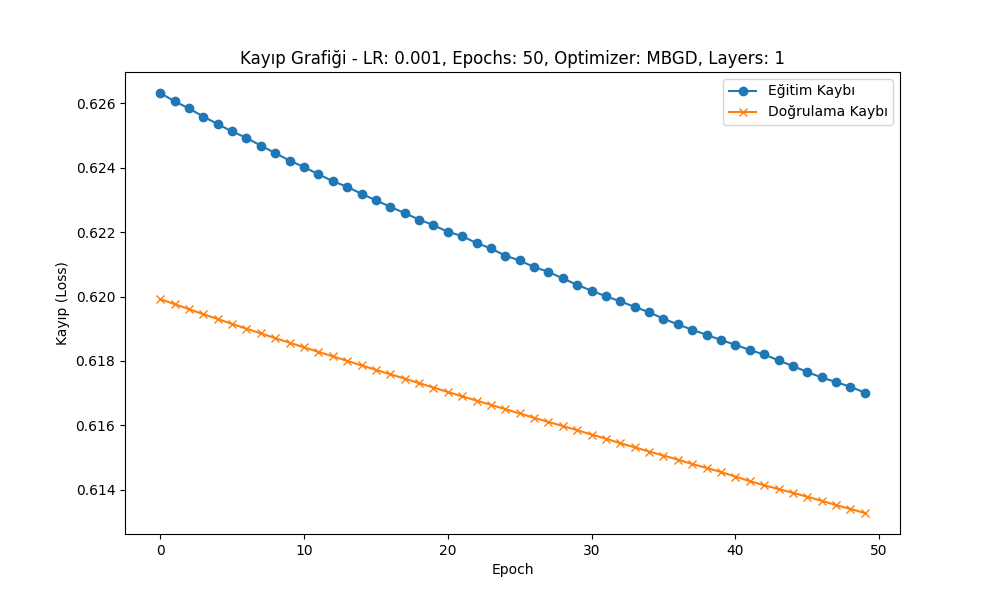 Kayıp Grafiği - LR: 0.001, Epochs: 50, Optimizer: MBGD, Layers: 1
Eğitim Kaybı
Doğrulama Kaybı
Kayıp (Loss)
0.626
0.624
0.622
0.620
0.618
0.616
0.614
0 10 20 30 40 50
Epoch